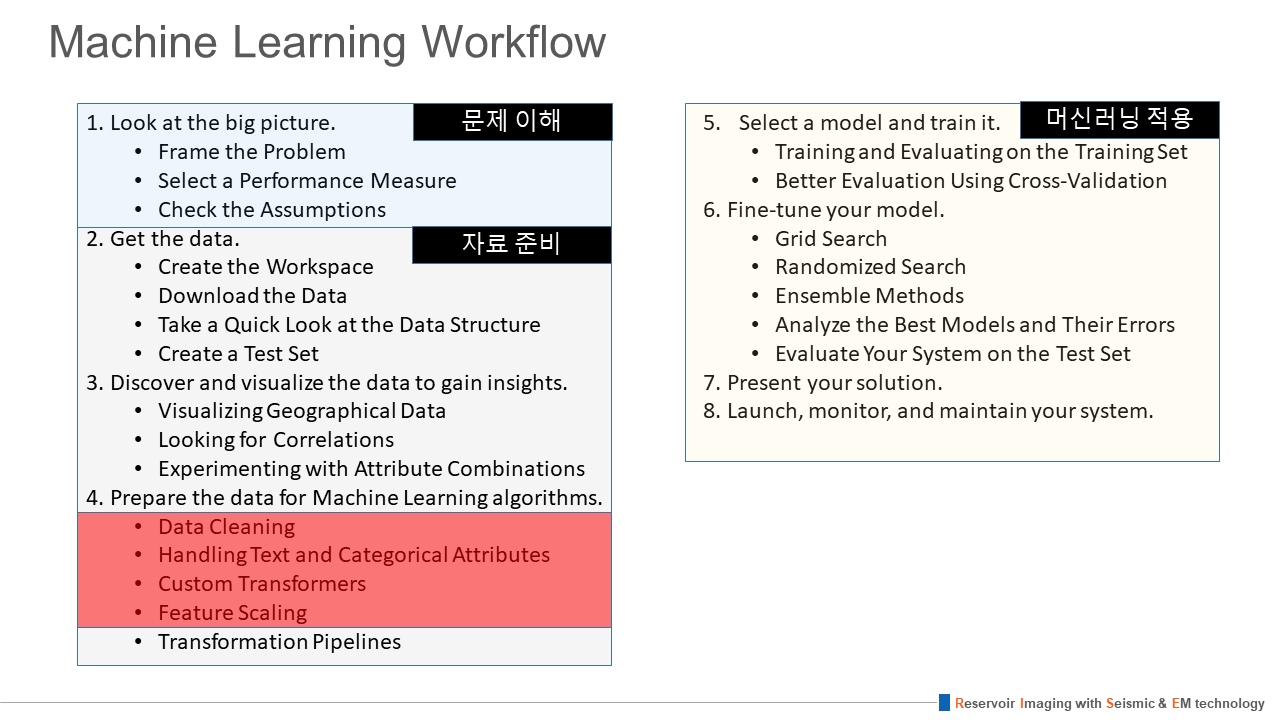 Machine Learning Workflow
문제 이해
1. Look at the big picture.
• Frame the Problem
• Select a Performance Measure
• Check the Assumptions
자료 준비
2. Get the data.
• Create the Workspace
• Download the Data
• Take a Quick Look at the Data Structure
• Create a Test Set
3. Discover and visualize the data to gain insights.
• Visualizing Geographical Data
• Looking for Correlations
• Experimenting with Attribute Combinations
4. Prepare the data for Machine Learning algorithms.
• Data Cleaning
• Handling Text and Categorical Attributes
• Custom Transformers
• Feature Scaling
• Transformation Pipelines
머신러닝 적용
5. Select a model and train it.
• Training and Evaluating on the Training Set
• Better Evaluation Using Cross-Validation
6. Fine-tune your model.
• Grid Search
• Randomized Search
• Ensemble Methods
• Analyze the Best Models and Their Errors
• Evaluate Your System on the Test Set
7. Present your solution.
8. Launch, monitor, and maintain your system.
Reservoir Imaging with Seismic & EM technology